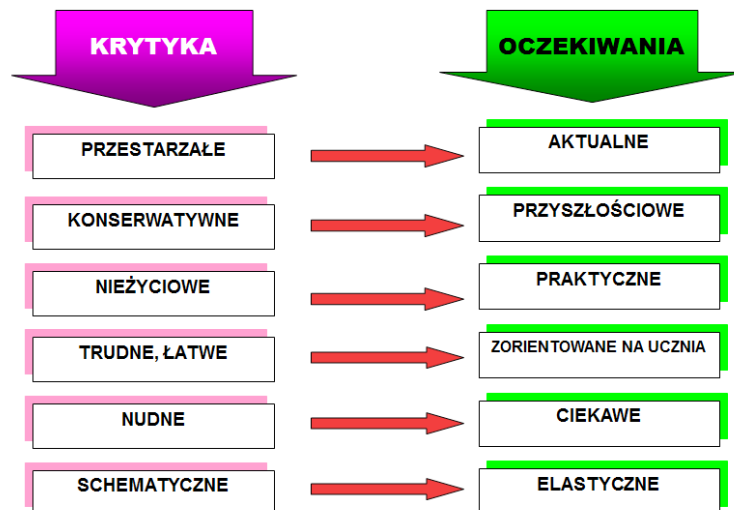 KRYTYKA
OCZEKIWANIA
PRZESTARZAŁE
AKTUALNE
KONSERWATYWNE
PRZYSZŁOŚCIOWE
NIEŻYCIOWE
PRAKTYCZNE
TRUDNE, ŁATWE
ZORIENTOWANE NA UCZNIA
NUDNE
CIEKAWE
SCHEMATYCZNE
ELASTYCZNE